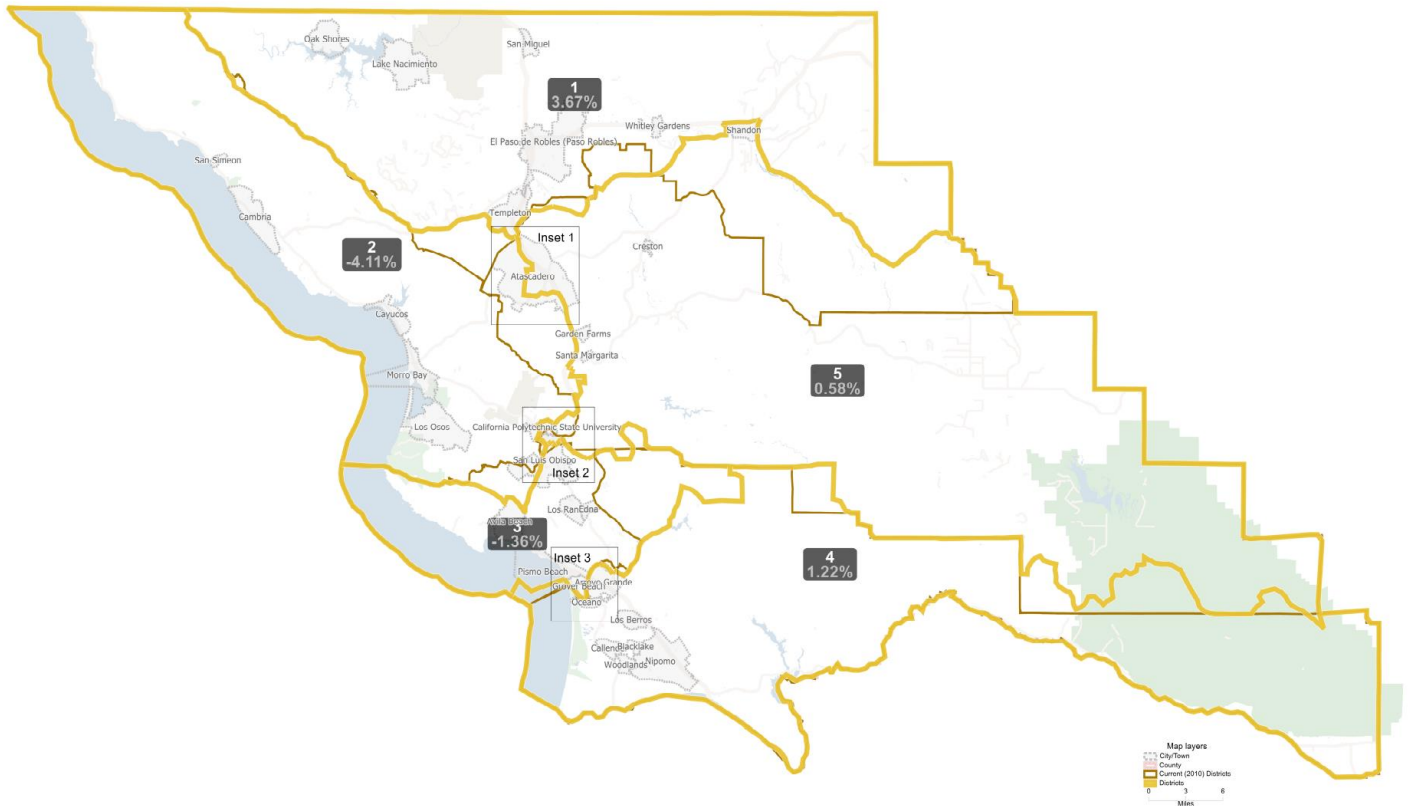 Oak Shores
San Miguel
Lake Nacimiento
1
3.67%
Whitley Gardens
Shandon
El Paso de Robles (Paso Robles)
San Simeon
Cambria
Templeton
Inset 1
2
-4.11%
Creston
Atascadero
Cayucos
Garden Farms
Santa Margarita
Morro Bay
5
0.58%
Los Osos
California Polytechnic State University
San Luis Obispo
Inset 2
Los RanEdna
Avila Beach
3
-1.36%
Inset 3
4
1.22%
Pismo Beach
Arroyo Grande
Grover Beach
Oceano
Los Berros
Callend
Blacklake
Woodlands
Nipomo
Map layers
City/Town
County
Current (2010) Districts
Districts
0 3 6
Miles